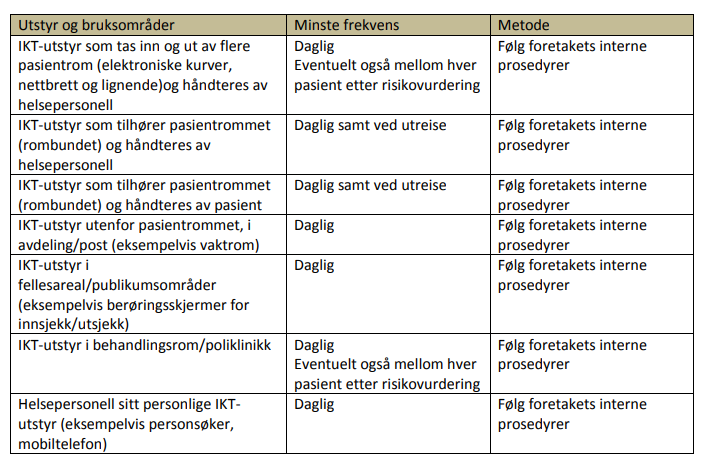 Utstyr og bruksområder
Minste frekvens
Metode
IKT-utstyr som tas inn og ut av flere
pasientrom (elektroniske kurver,
nettbrett og lignende)og håndteres av
helsepersonell
Daglig
Eventuelt også mellom hver
pasient etter risikovurdering
Følg foretakets interne
prosedyrer
IKT-utstyr som tilhører pasientrommet
(rombundet) og håndteres av
helsepersonell
Daglig samt ved utreise
Følg foretakets interne
prosedyrer
IKT-utstyr som tilhører pasientrommet
(rombundet) og håndteres av pasient
Daglig samt ved utreise
Følg foretakets interne
prosedyrer
IKT-utstyr utenfor pasientrommet, i
avdeling/post (eksempelvis vaktrom)
Daglig
Følg foretakets interne
prosedyrer
IKT-utstyr i
fellesareal/publikumsområder
(eksempelvis berøringsskjermer for
innsjekk/utsjekk)
Daglig
Følg foretakets interne
prosedyrer
IKT-utstyr i behandlingsrom/poliklinikk
Daglig
Eventuelt også mellom hver
pasient etter risikovurdering
Følg foretakets interne
prosedyrer
Helsepersonell sitt personlige IKT-
utstyr (eksempelvis personsøker,
mobiltelefon)
Daglig
Følg foretakets interne
prosedyrer